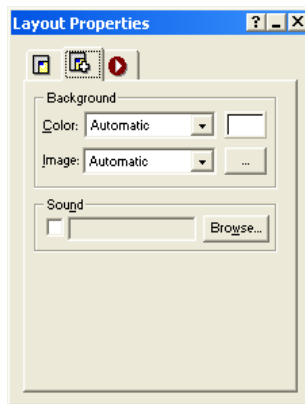 Layout Properties
Background
Color: Automatic
Image: Automatic ...
Sound
Browse...